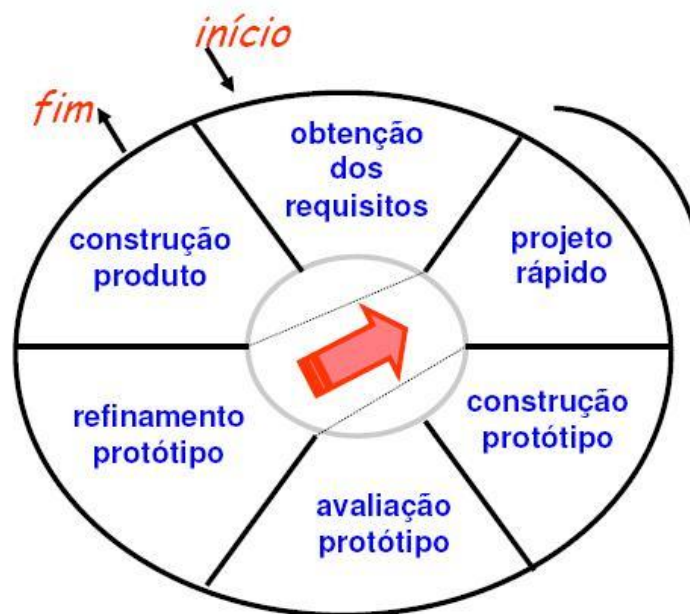 início
fim
obtenção
dos
requisitos
projeto
rápido
construção
protótipo
avaliação
protótipo
refinamento
protótipo
construção
produto